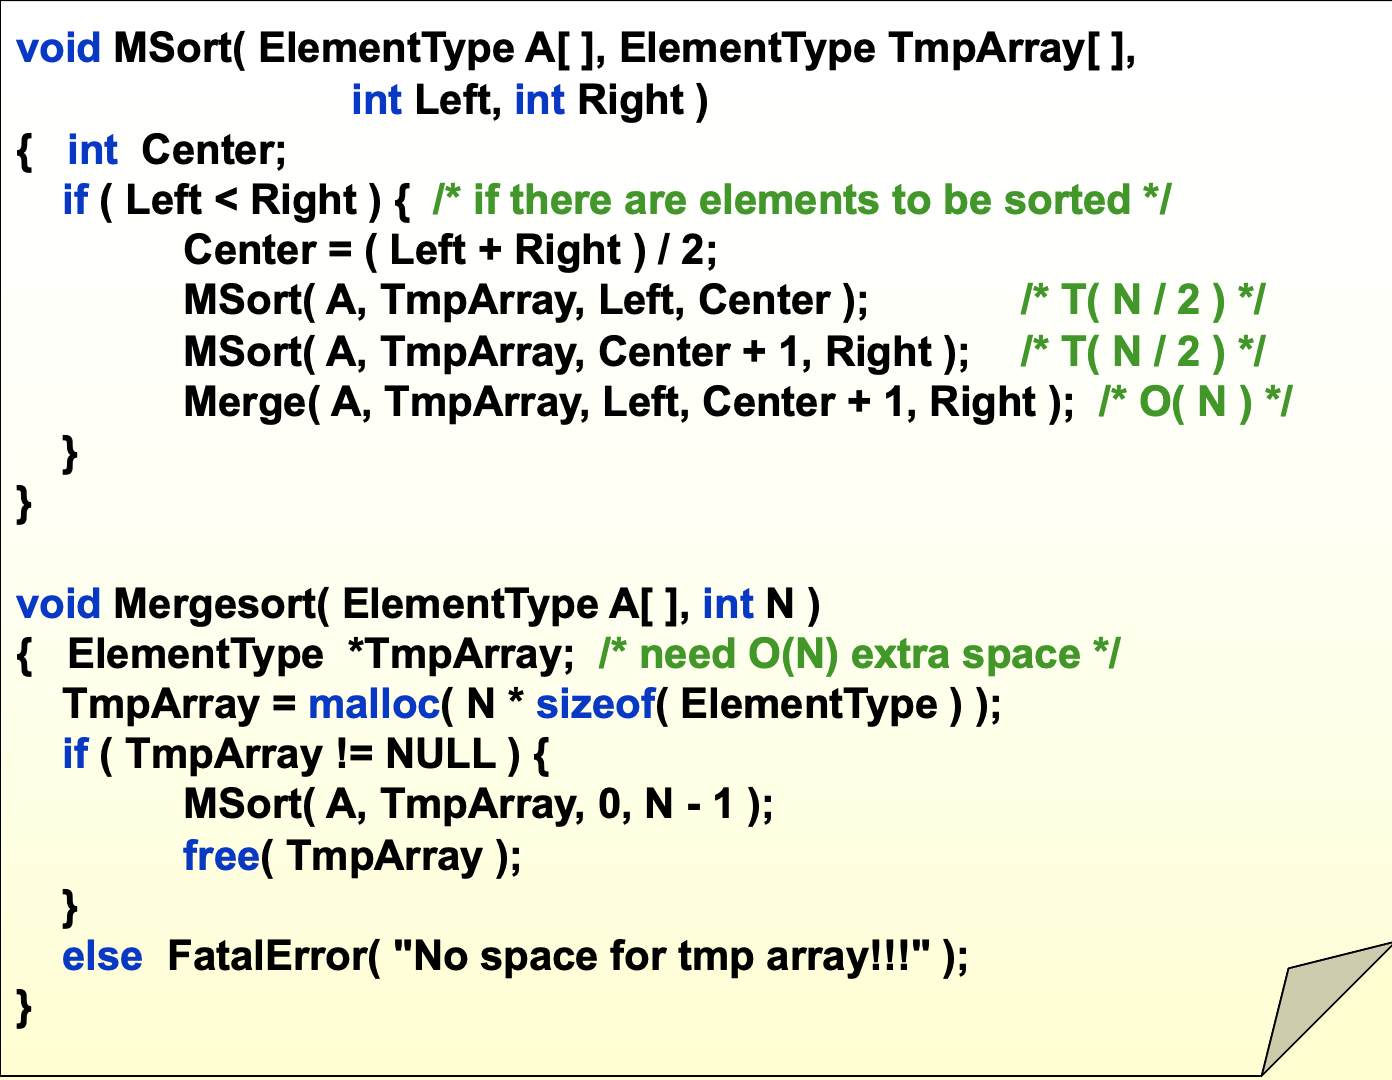 void MSort( ElementType A[ ], ElementType TmpArray[ ],
int Left, int Right )
{ int Center;
if ( Left < Right ) { /* if there are elements to be sorted */
Center = ( Left + Right ) / 2;
MSort( A, TmpArray, Left, Center ); /* T( N / 2 ) */
MSort( A, TmpArray, Center + 1, Right ); /* T( N / 2 ) */
Merge( A, TmpArray, Left, Center + 1, Right ); /* O( N ) */
}
}
void Mergesort( ElementType A[ ], int N )
{ ElementType *TmpArray; /* need O(N) extra space */
TmpArray = malloc( N * sizeof( ElementType ) );
if ( TmpArray != NULL ) {
MSort( A, TmpArray, 0, N - 1 );
free( TmpArray );
}
else FatalError( "No space for tmp array!!!" );
}